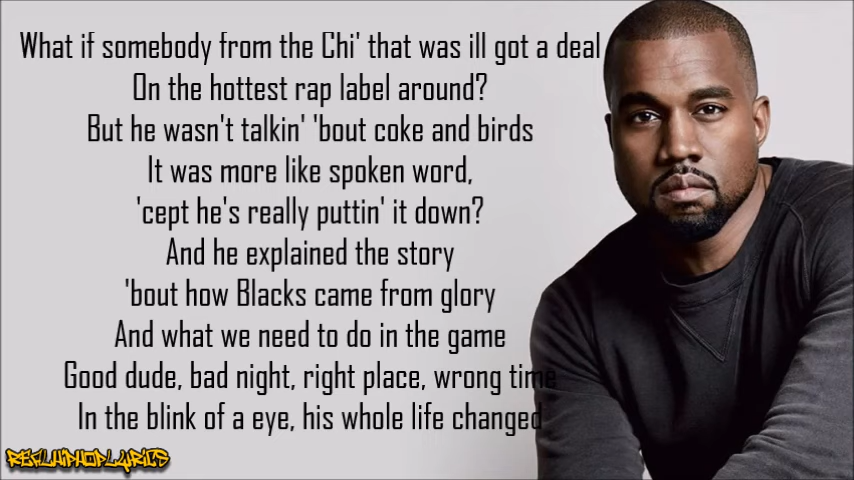 What if somebody from the Chi' that was ill got a deal
On the hottest rap label around?
But he wasn't talkin' 'bout coke and birds
It was more like spoken word,
'cept he's really puttin' it down?
And he explained the story
'bout how Blacks came from glory
And what we need to do in the game
Good dude, bad night, right place, wrong time
In the blink of a eye, his whole life changed
REFLHIPHOPLYRICS